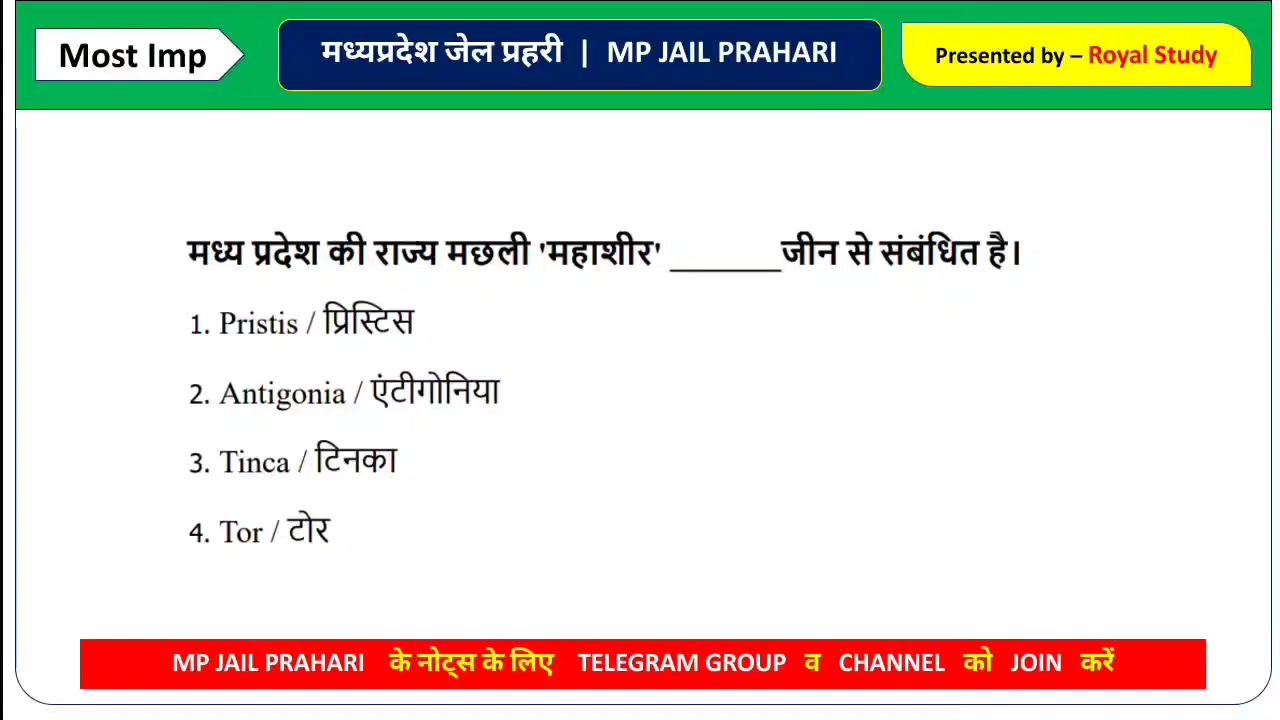 Most Imp
मध्यप्रदेश जेल प्रहरी | MP JAIL PRAHARI
Presented by – Royal Study
मध्य प्रदेश की राज्य मछली 'महाशीर' ______जीन से संबंधित है।
1. Pristis / प्रिस्टिस
2. Antigonia / एंटीगोनिया
3. Tinca / टिनका
4. Tor / टोर
MP JAIL PRAHARI के नोट्स के लिए TELEGRAM GROUP व CHANNEL को JOIN करें